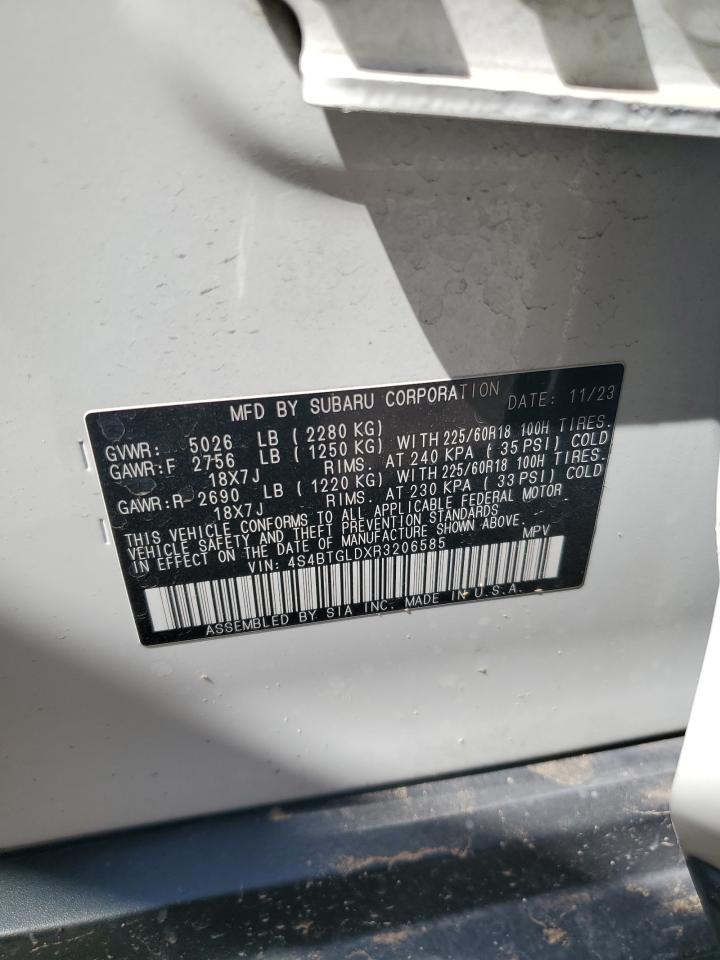 MFD BY SUBARU CORPORATION DATE: 11/23
GVWR: 5026 LB ( 2280 KG)
GAWR:F 2756 LB ( 1250 KG) WITH 225/60R18 100H TIRES.
18X7J RIMS. AT 240 KPA ( 35 PSI) COLD
GAWR:R 2690 LB ( 1220 KG) WITH 225/60R18 100H TIRES.
18X7J RIMS. AT 230 KPA ( 33 PSI) COLD
THIS VEHICLE CONFORMS TO ALL APPLICABLE FEDERAL MOTOR
VEHICLE SAFETY AND THEFT PREVENTION STANDARDS
IN EFFECT ON THE DATE OF MANUFACTURE SHOWN ABOVE.
VIN: 4S4BTGLDXR3206585 MPV
ASSEMBLED BY SIA INC. MADE IN U.S.A.